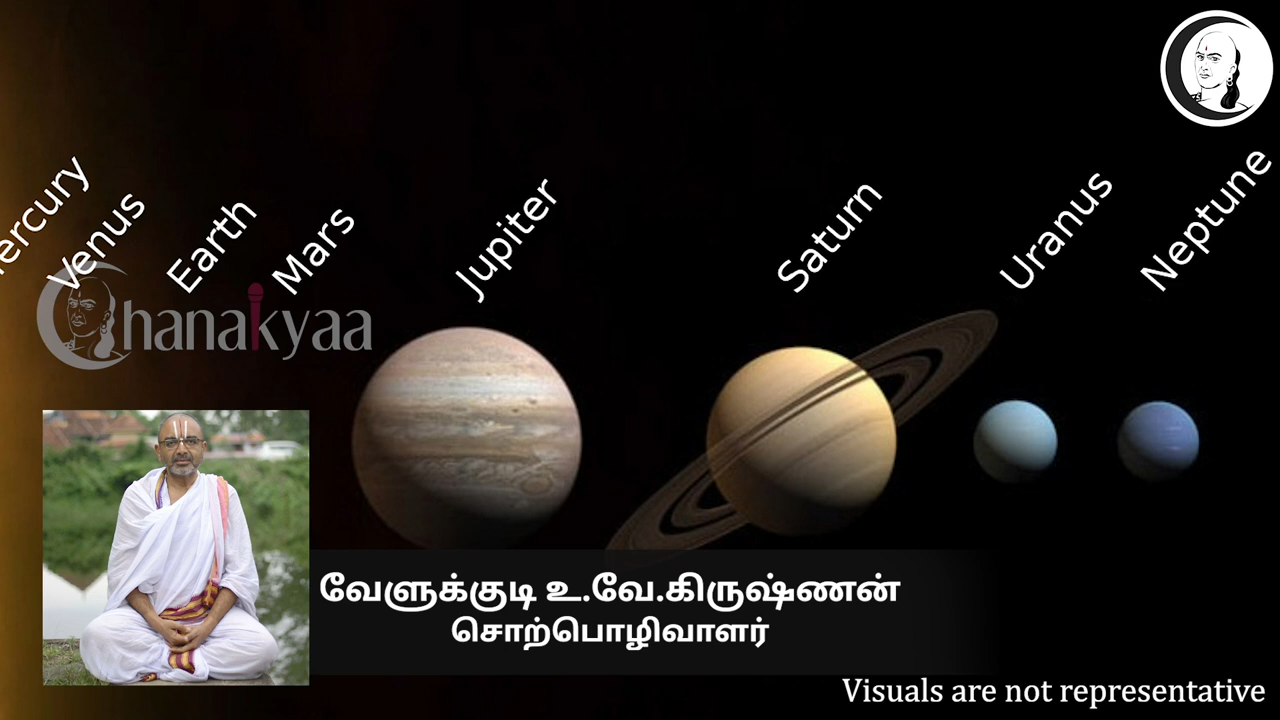 ercury
Venus
Earth
Mars
Jupiter
Saturn
Uranus
Neptune
Chanakyaa
வேளுக்குடி உ.வே.கிருஷ்ணன்
சொற்பொழிவாளர்
Visuals are not representative